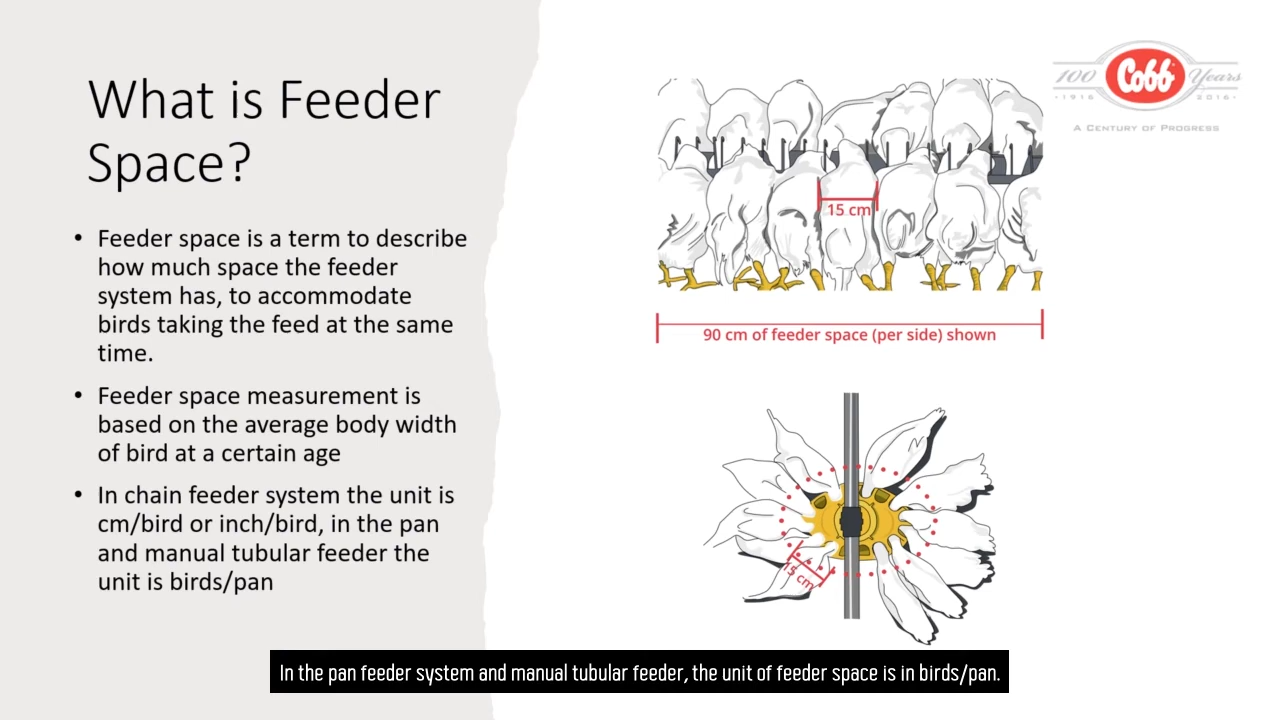 What is Feeder
Space?
• Feeder space is a term to describe
how much space the feeder
system has, to accommodate
birds taking the feed at the same
time.
• Feeder space measurement is
based on the average body width
of bird at a certain age
• In chain feeder system the unit is
cm/bird or inch/bird, in the pan
and manual tubular feeder the
unit is birds/pan
100 Cobb Years
• 1916 2016 •
A CENTURY OF PROGRESS
15 cm
90 cm of feeder space (per side) shown
15 cm
In the pan feeder system and manual tubular feeder, the unit of feeder space is in birds/pan.